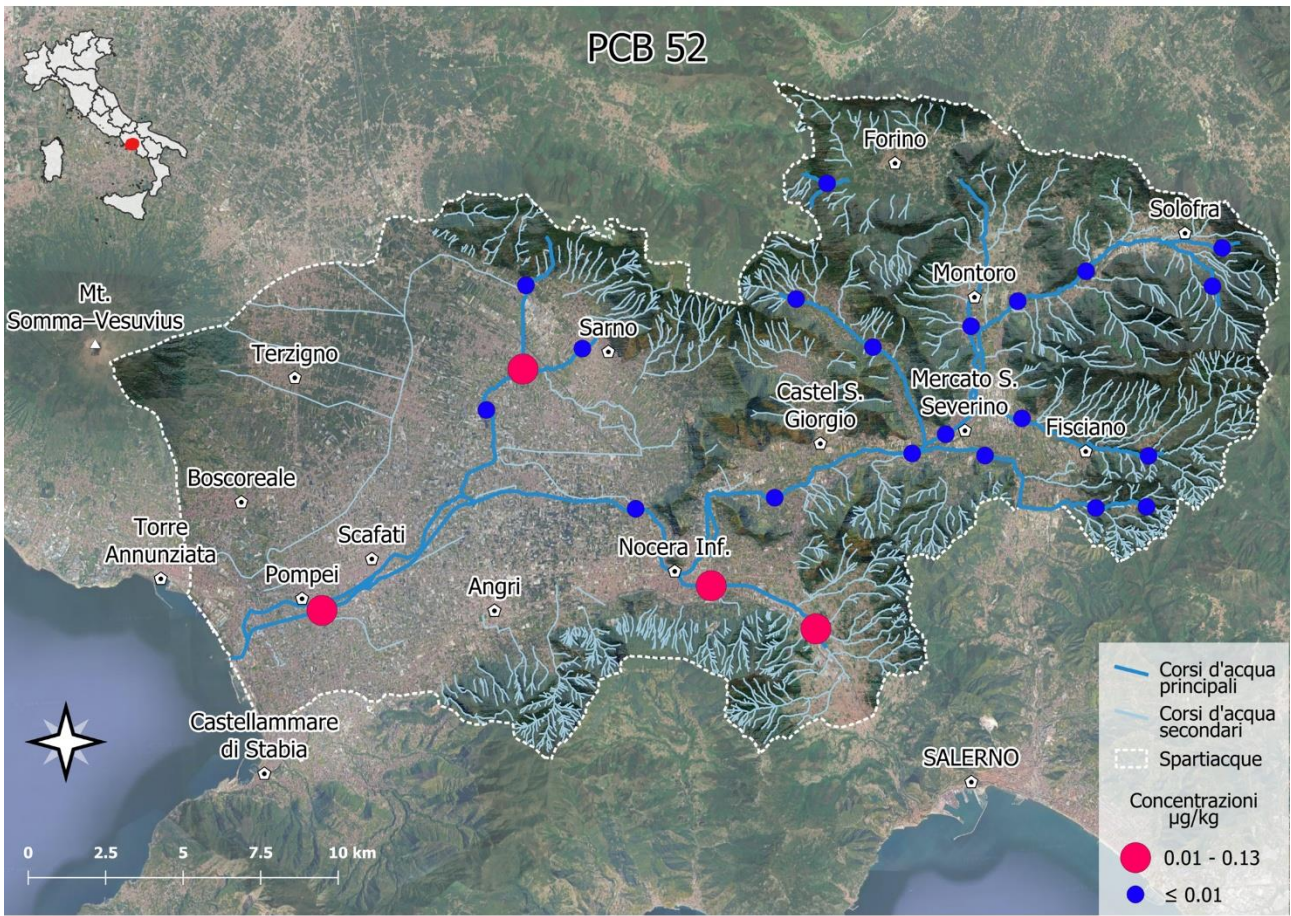 PCB 52
Forino
Solofra
Montoro
Mt.
Somma–Vesuvius
Sarno
Terzigno
Mercato S.
Severino
Castel S.
Giorgio
Fisciano
Boscoreale
Torre
Annunziata
Scafati
Nocera Inf.
Pompei
Angri
Castellammare
di Stabia
SALERNO
0 2.5 5 7.5 10 km
Corsi d'acqua
principali
Corsi d'acqua
secondari
Spartiacque
Concentrazioni
µg/kg
0.01 - 0.13
≤ 0.01